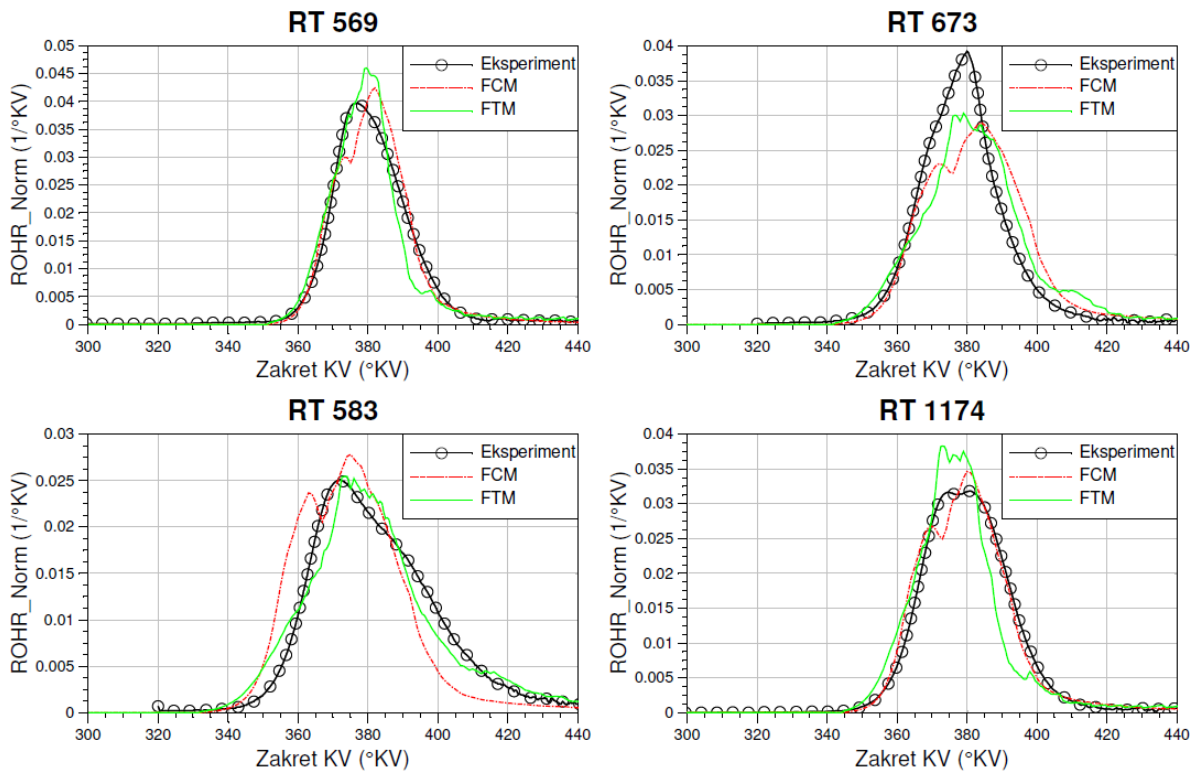 RT 569
ROHR_Norm (1/°KV)
0.05
0.045
0.04
0.035
0.03
0.025
0.02
0.015
0.01
0.005
0
Eksperiment
FCM
FTM
300 320 340 360 380 400 420 440
Zakret KV (°KV)
RT 673
ROHR_Norm (1/°KV)
0.04
0.035
0.03
0.025
0.02
0.015
0.01
0.005
0
Eksperiment
FCM
FTM
300 320 340 360 380 400 420 440
Zakret KV (°KV)
RT 583
ROHR_Norm (1/°KV)
0.03
0.025
0.02
0.015
0.01
0.005
0
Eksperiment
FCM
FTM
300 320 340 360 380 400 420 440
Zakret KV (°KV)
RT 1174
ROHR_Norm (1/°KV)
0.04
0.035
0.03
0.025
0.02
0.015
0.01
0.005
0
Eksperiment
FCM
FTM
300 320 340 360 380 400 420 440
Zakret KV (°KV)